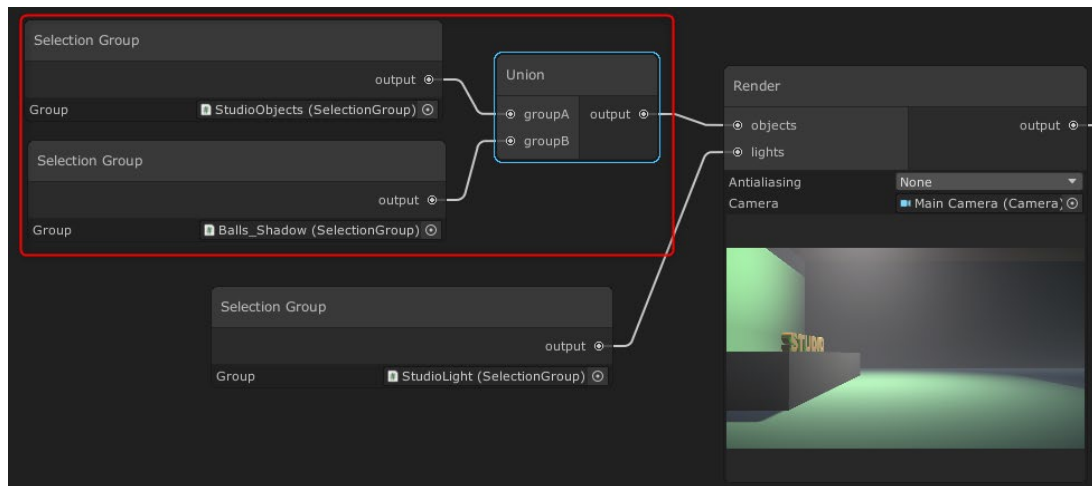 Selection Group
output
Group StudioObjects (SelectionGroup)
Selection Group
output
Group Balls_Shadow (SelectionGroup)
Union
groupA output
groupB
Selection Group
output
Group StudioLight (SelectionGroup)
Render
objects output
lights
Antialiasing None
Camera Main Camera (Camera)